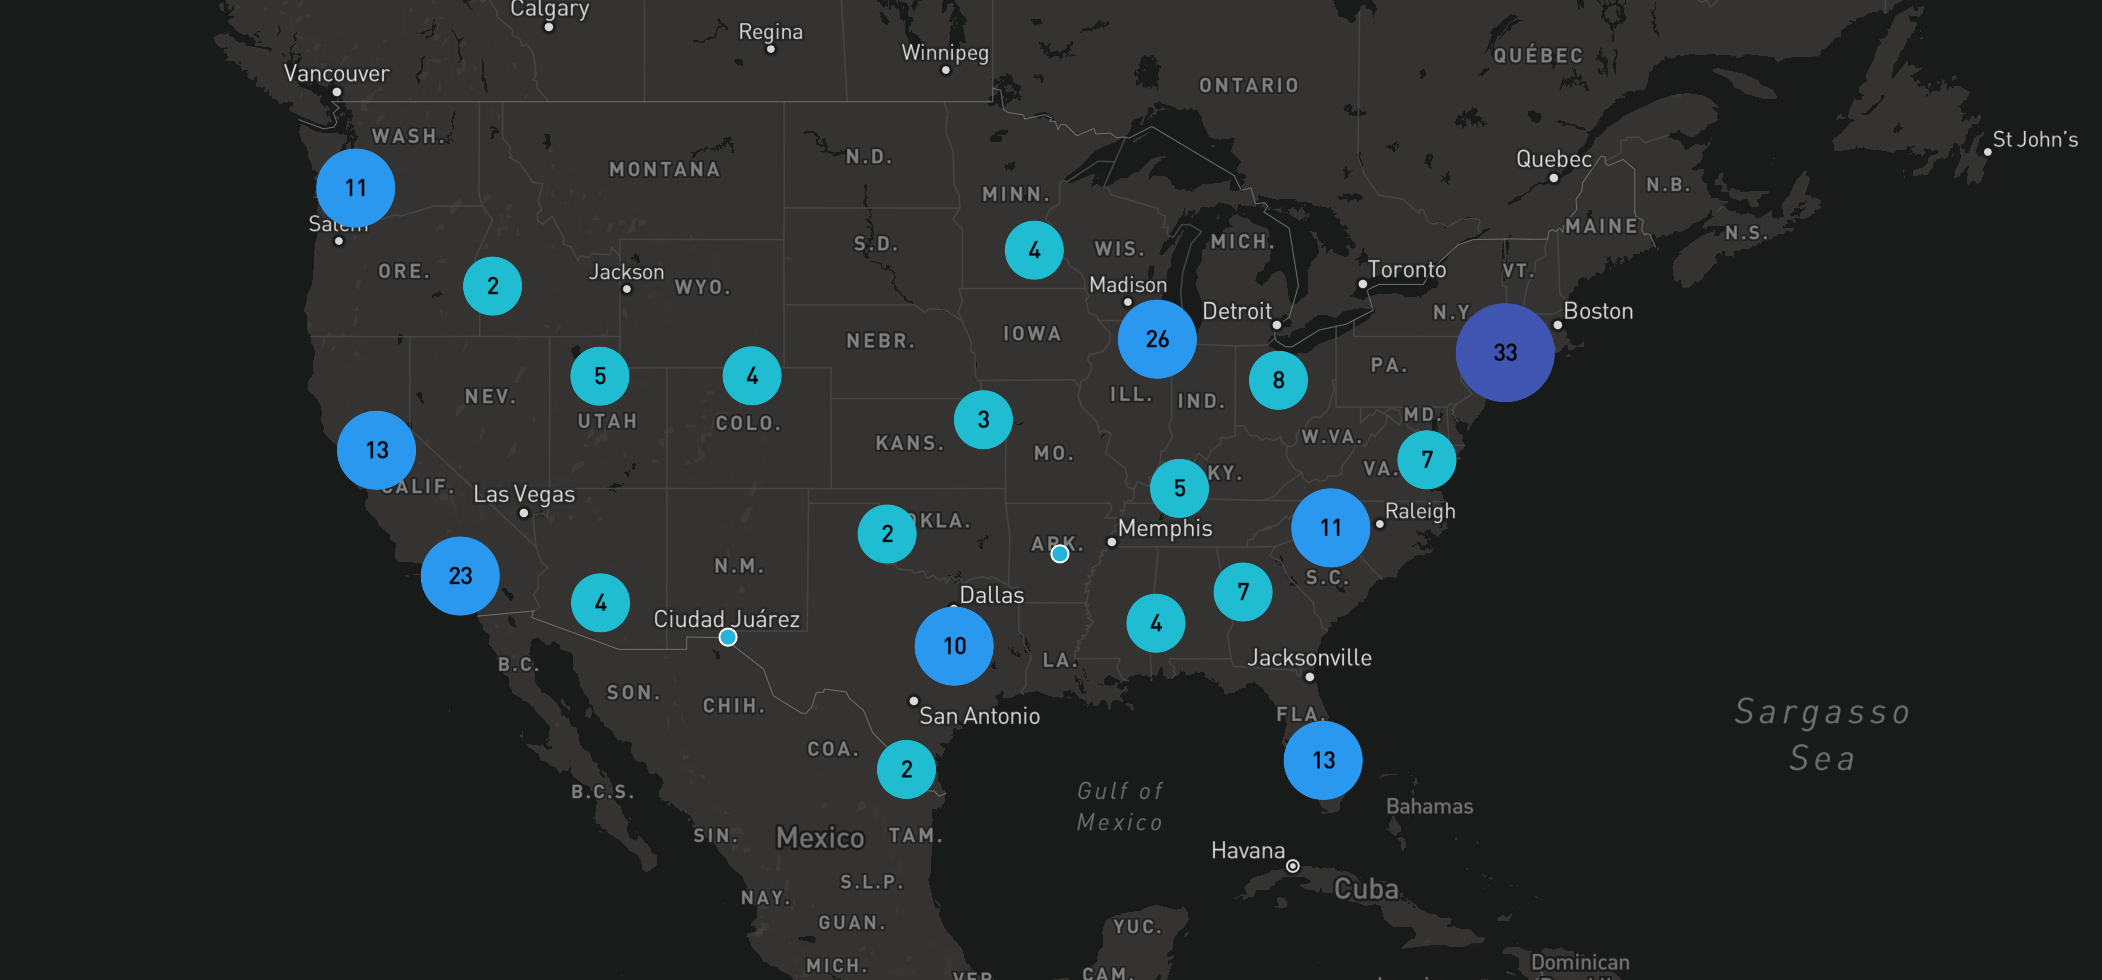 Calgary
Regina
Winnipeg
Vancouver
QUÉBEC
ONTARIO
WASH.
St John's
MONTANA
N.D.
Quebec
11
MINN.
N.B.
Salem
MAINE
N.S.
ORE.
S.D.
4
WIS.
MICH.
2
Jackson
WYO.
Madison
Toronto
VT.
Detroit
N.Y
Boston
NEBR.
IOWA
26
33
5
4
8
PA.
NEV.
UTAH
COLO.
3
ILL.
IND.
MD.
13
KANS.
MO.
W.VA.
7
CALIF.
Las Vegas
5
KY.
VA.
2
OKLA.
Memphis
11
Raleigh
ARK.
23
4
N.M.
Dallas
7
S.C.
Ciudad Juárez
10
4
B.C.
LA.
Jacksonville
SON.
CHIH.
San Antonio
FLA.
Sargasso
Sea
COA.
2
13
B.C.S.
Gulf of
Mexico
Bahamas
SIN.
Mexico
TAM.
Havana
Cuba
S.L.P.
NAY.
GUAN.
YUC.
MICH.
VER
CAM.
Dominican